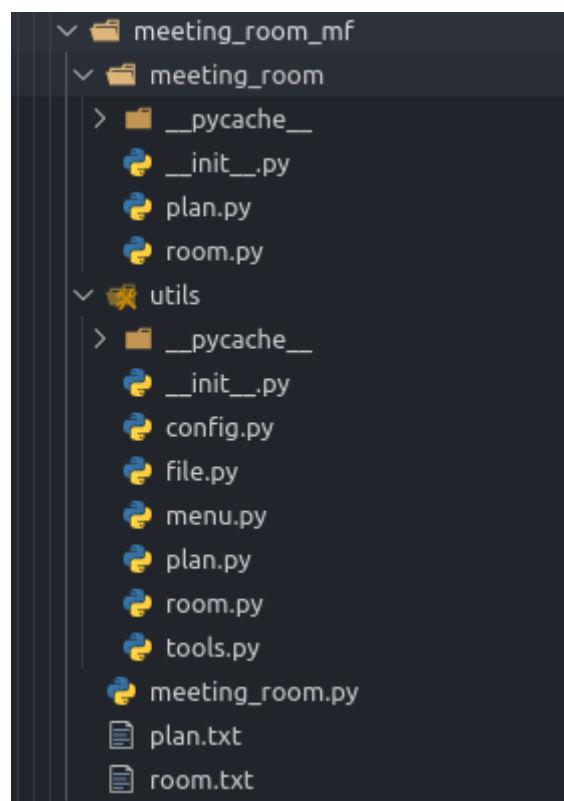 meeting_room_mf
meeting_room
__pycache__
__init__.py
plan.py
room.py
utils
__pycache__
__init__.py
config.py
file.py
menu.py
plan.py
room.py
tools.py
meeting_room.py
plan.txt
room.txt